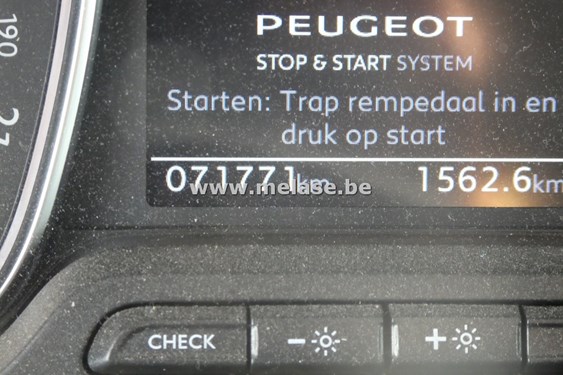 190
PEUGEOT
STOP & START SYSTEM
Starten: Trap rempedaal in en
druk op start
071771 km 1562.6 km
www.melase.be
CHECK - +